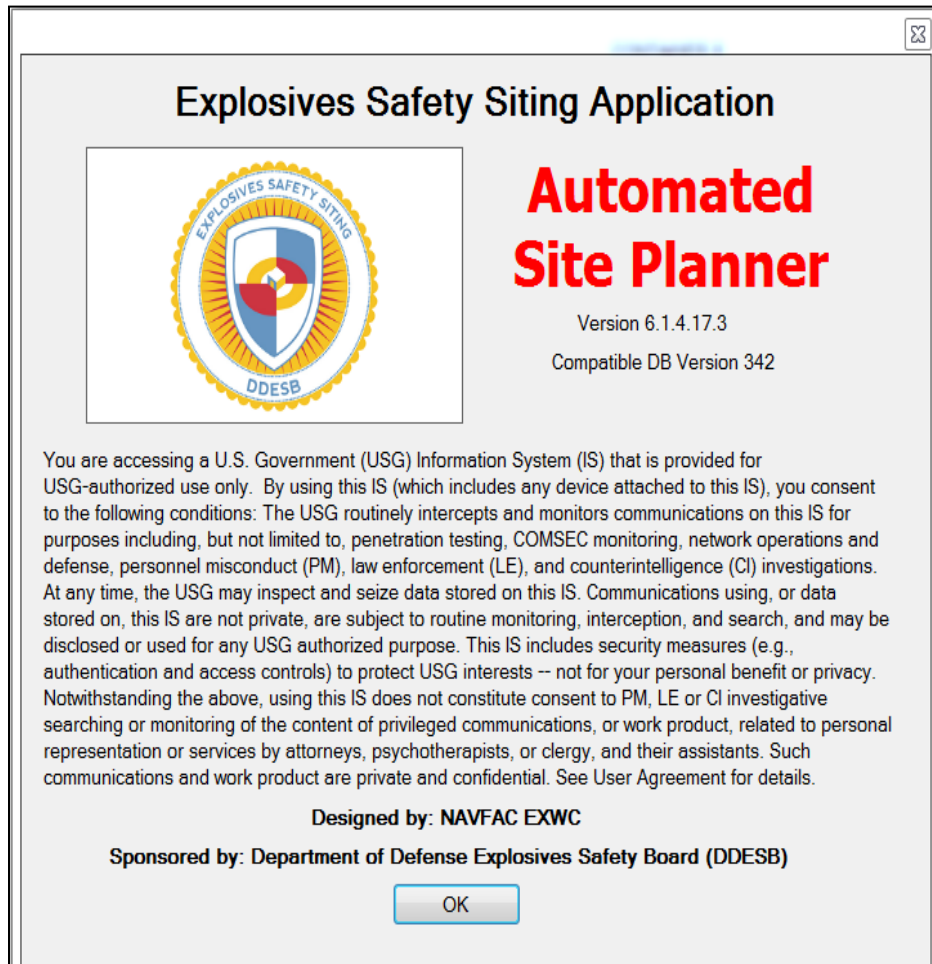 Explosives Safety Siting Application
EXPLOSIVES SAFETY SITING
DDESB
Automated
Site Planner
Version 6.1.4.17.3
Compatible DB Version 342
You are accessing a U.S. Government (USG) Information System (IS) that is provided for
USG-authorized use only.  By using this IS (which includes any device attached to this IS), you consent
to the following conditions: The USG routinely intercepts and monitors communications on this IS for
purposes including, but not limited to, penetration testing, COMSEC monitoring, network operations and
defense, personnel misconduct (PM), law enforcement (LE), and counterintelligence (CI) investigations.
At any time, the USG may inspect and seize data stored on this IS. Communications using, or data
stored on, this IS are not private, are subject to routine monitoring, interception, and search, and may be
disclosed or used for any USG authorized purpose. This IS includes security measures (e.g.,
authentication and access controls) to protect USG interests -- not for your personal benefit or privacy.
Notwithstanding the above, using this IS does not constitute consent to PM, LE or CI investigative
searching or monitoring of the content of privileged communications, or work product, related to personal
representation or services by attorneys, psychotherapists, or clergy, and their assistants. Such
communications and work product are private and confidential. See User Agreement for details.
Designed by: NAVFAC EXWC
Sponsored by: Department of Defense Explosives Safety Board (DDESB)
OK